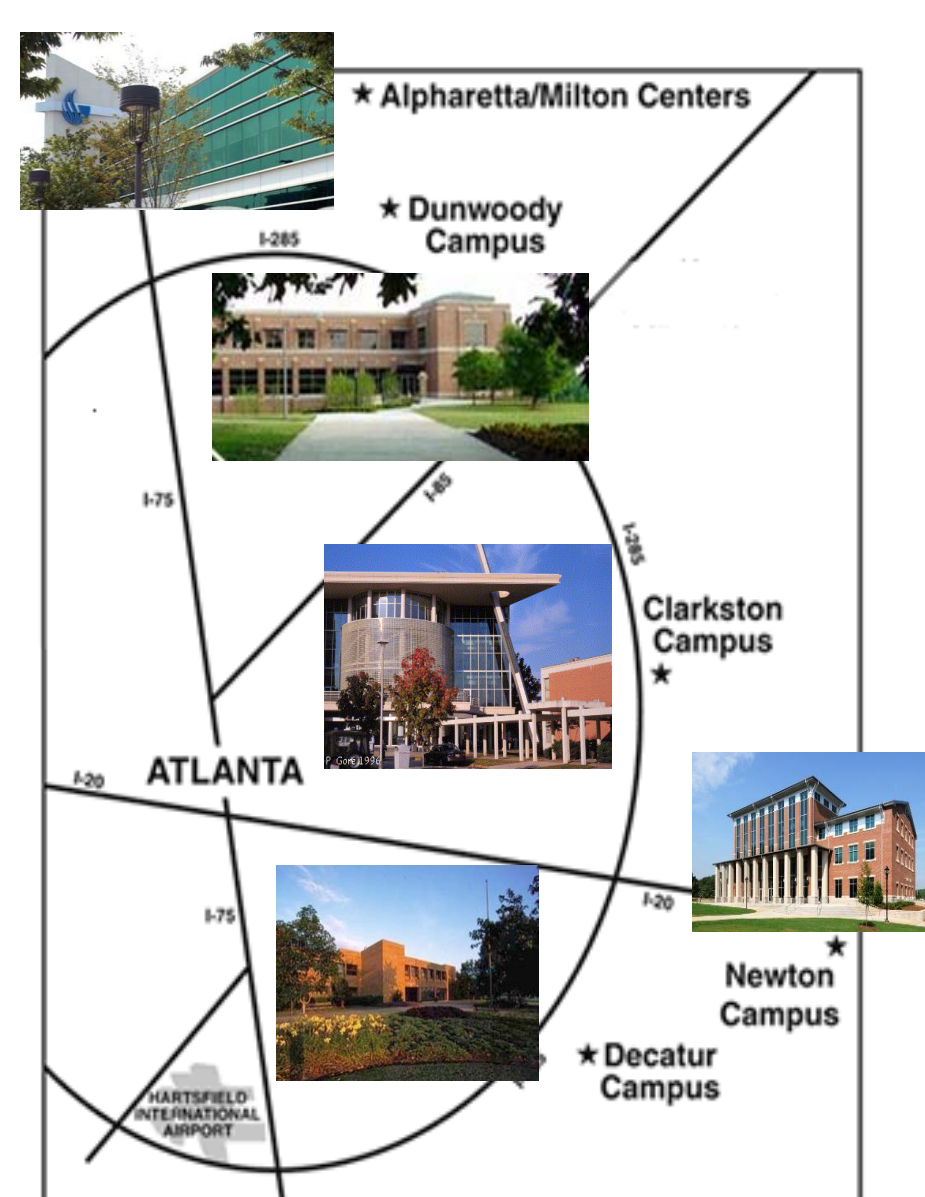 Alpharetta/Milton Centers
Dunwoody
Campus
I-285
I-75
I-85
I-285
Clarkston
Campus
P Gore 1996
ATLANTA
I-20
I-20
I-75
Newton
Campus
Decatur
Campus
HARTSFIELD
INTERNATIONAL
AIRPORT